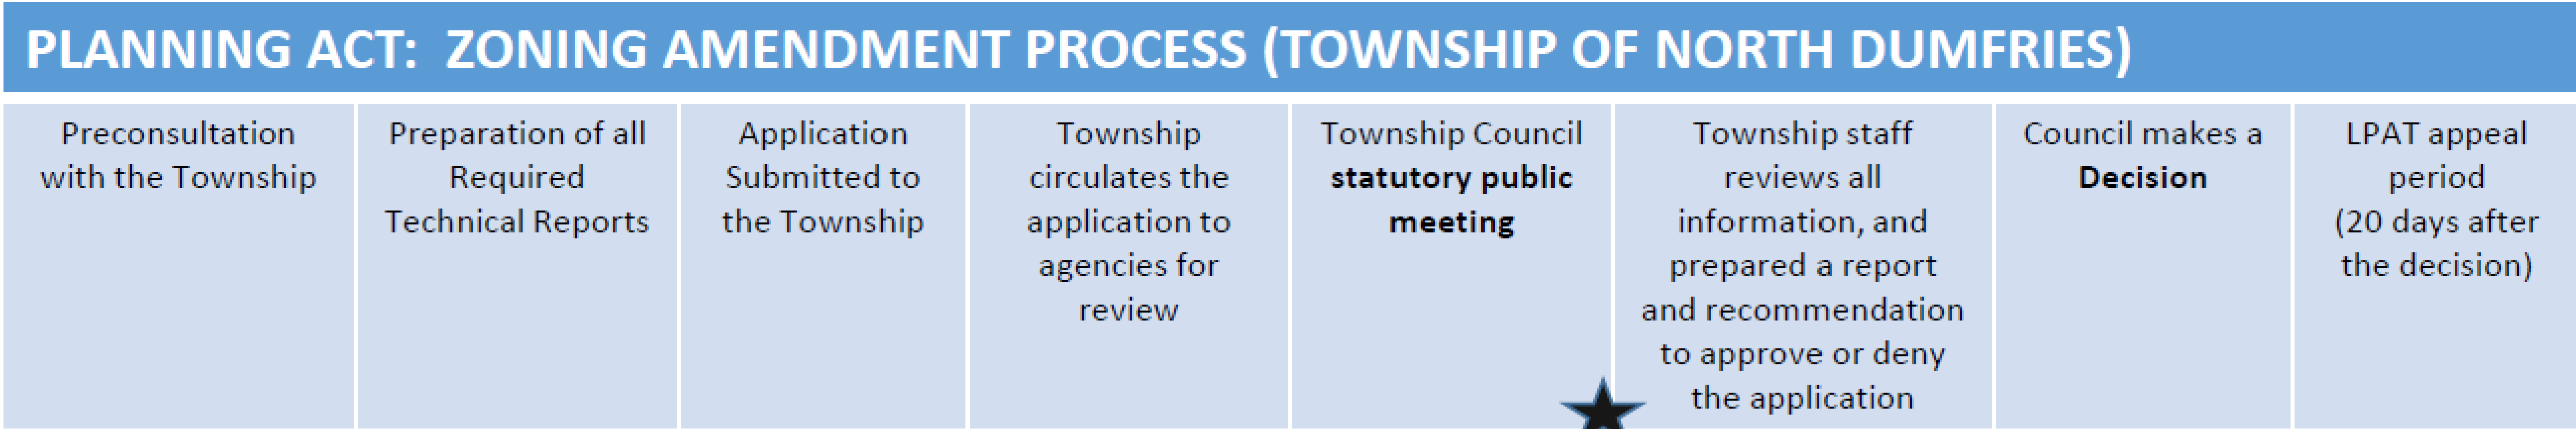 PLANNING ACT:  ZONING AMENDMENT PROCESS (TOWNSHIP OF NORTH DUMFRIES)
Preconsultation
with the Township
Preparation of all
Required
Technical Reports
Application
Submitted to
the Township
Township
circulates the
application to
agencies for
review
Township Council
statutory public
meeting
Township staff
reviews all
information, and
prepared a report
and recommendation
to approve or deny
the application
Council makes a
Decision
LPAT appeal
period
(20 days after
the decision)